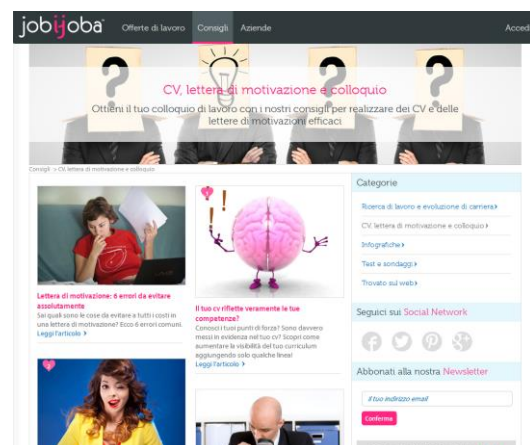 jobijoba
Offerte di lavoro Consigli Aziende Accedi
CV, lettera di motivazione e colloquio
Ottieni il tuo colloquio di lavoro con i nostri consigli per realizzare dei CV e delle
lettere di motivazioni efficaci
Consigli > CV, lettera di motivazione e colloquio
Lettera di motivazione: 6 errori da evitare
assolutamente
Sai quali sono le cose da evitare a tutti i costi in
una lettera di motivazione? Ecco 6 errori comuni
Leggi l'articolo >
Il tuo cv riflette veramente le tue
competenze?
Conosci i tuoi punti di forza? Sono davvero
messi in evidenza nel tuo cv? Scopri come
aumentare la visibilità del tuo curriculum
aggiungendo solo qualche linea!
Leggi l'articolo >
Categorie
Ricerca di lavoro e evoluzione di carriera >
CV, lettera di motivazione e colloquio >
Infografiche >
Test e sondaggi >
Trovato sul web >
Seguici sui Social Network
Abbonati alla nostra Newsletter
Il tuo indirizzo email
Conferma